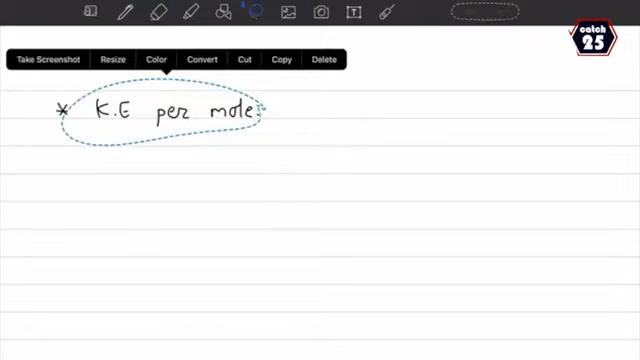 catch
25
Take Screenshot Resize Color Convert Cut Copy Delete
* K.E per mole